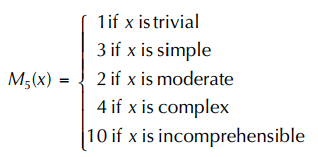 1 if x is trivial
3 if x is simple
M5(x) = 2 if x is moderate
4 if x is complex
10 if x is incomprehensible